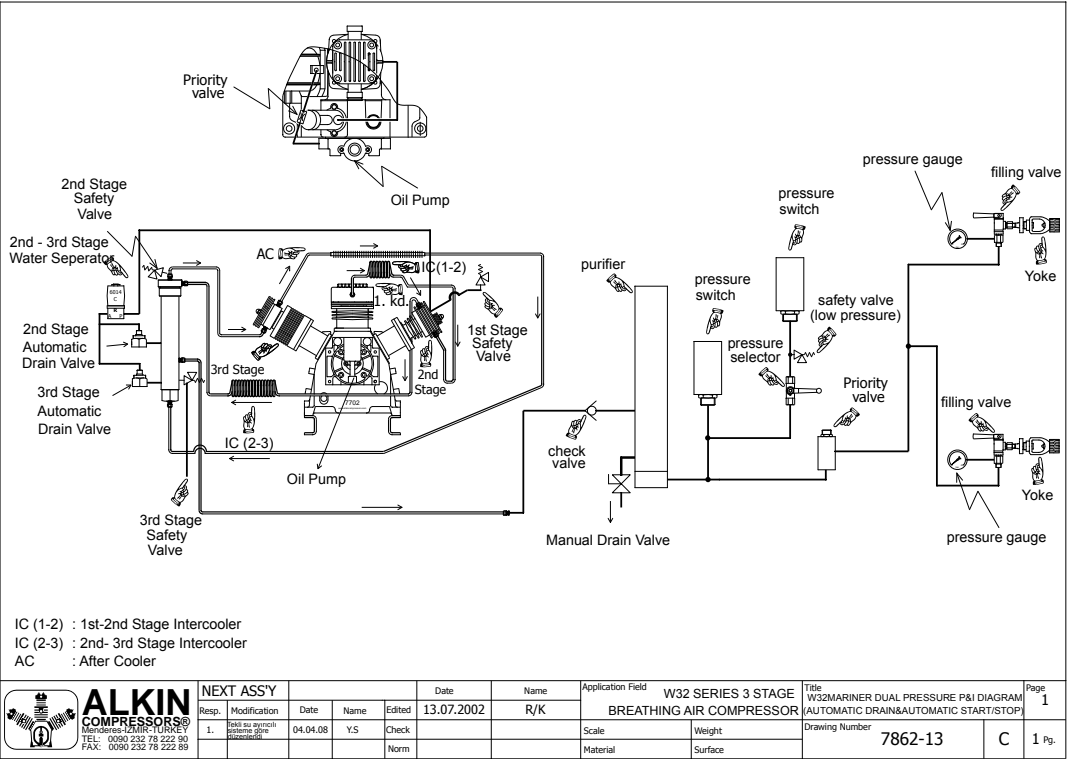 Priority
valve
Oil Pump
pressure gauge
filling valve
2nd Stage
Safety
Valve
pressure
switch
2nd - 3rd Stage
Water Seperator
AC
IC(1-2)
Yoke
purifier
pressure
switch
6014
C
1. kd.
safety valve
(low pressure)
2nd Stage
Automatic
Drain Valve
1st Stage
Safety
Valve
pressure
selector
3rd Stage
2nd
Stage
Priority
valve
3rd Stage
Automatic
Drain Valve
7702
filling valve
IC (2-3)
check
valve
Oil Pump
Yoke
3rd Stage
Safety
Valve
Manual Drain Valve
pressure gauge
IC (1-2) : 1st-2nd Stage Intercooler
IC (2-3) : 2nd- 3rd Stage Intercooler
AC : After Cooler
ALKIN
COMPRESSORS®
Menderes-IZMIR-TURKEY
TEL: 0090 232 78 222 90
FAX: 0090 232 78 222 89
NEXT ASS'Y
Date
Name
Resp.
Modification
Date
Name
Edited
13.07.2002
R/K
1.
Tekli su ayırıcılı
sisteme göre
düzenlendi
04.04.08
Y.S
Check
Norm
Application Field
W32 SERIES 3 STAGE
BREATHING AIR COMPRESSOR
Scale
Weight
Material
Surface
Title
W32MARINER DUAL PRESSURE P&I DIAGRAM
(AUTOMATIC DRAIN&AUTOMATIC START/STOP)
Page
1
Drawing Number
7862-13
C
1 Pg.